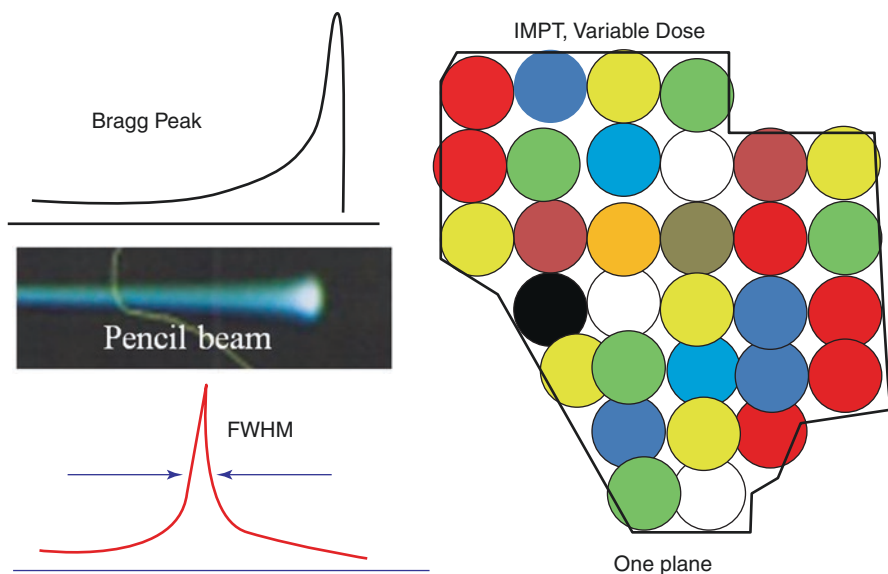 Bragg Peak
Pencil beam
FWHM
IMPT, Variable Dose
One plane